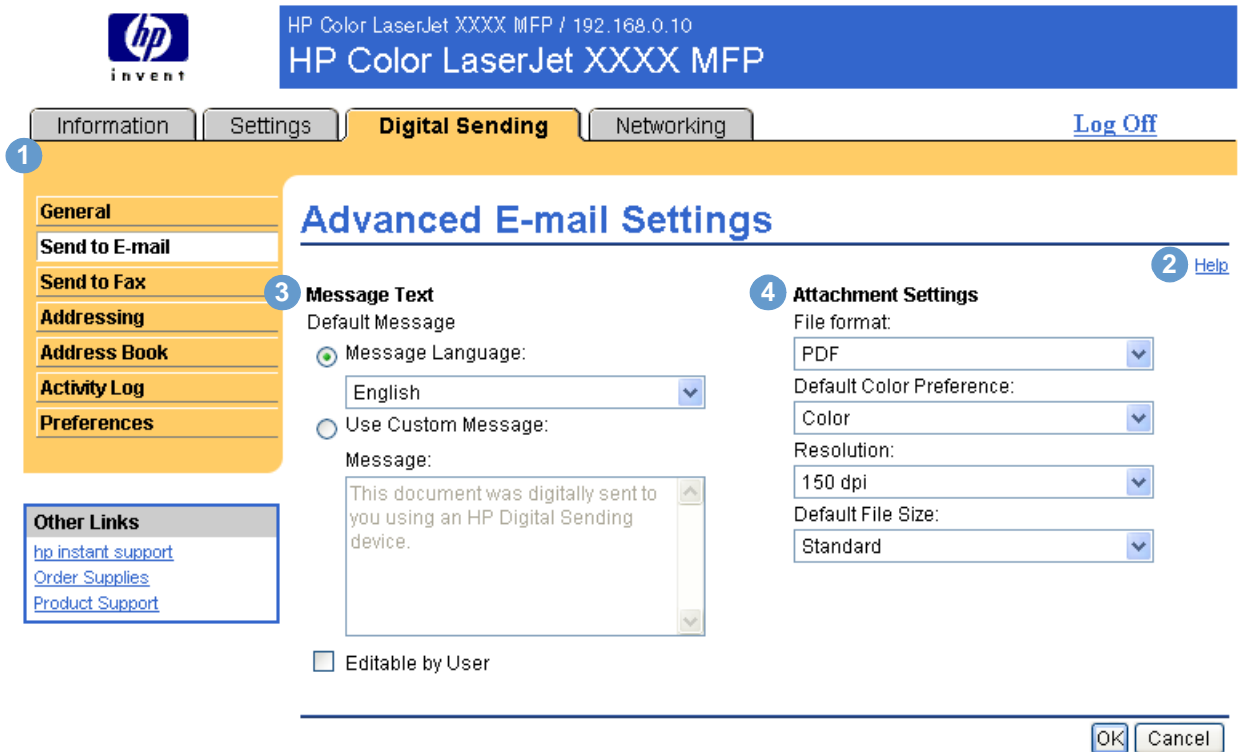 hp
invent
HP Color LaserJet XXXX MFP / 192.168.0.10
HP Color LaserJet XXXX MFP
Information
Settings
Digital Sending
Networking
Log Off
1
General
Send to E-mail
Send to Fax
Addressing
Address Book
Activity Log
Preferences
Other Links
hp instant support
Order Supplies
Product Support
Advanced E-mail Settings
2
Help
3
Message Text
Default Message
Message Language:
English
Use Custom Message:
Message:
This document was digitally sent to
you using an HP Digital Sending
device.
Editable by User
4
Attachment Settings
File format:
PDF
Default Color Preference:
Color
Resolution:
150 dpi
Default File Size:
Standard
OK
Cancel